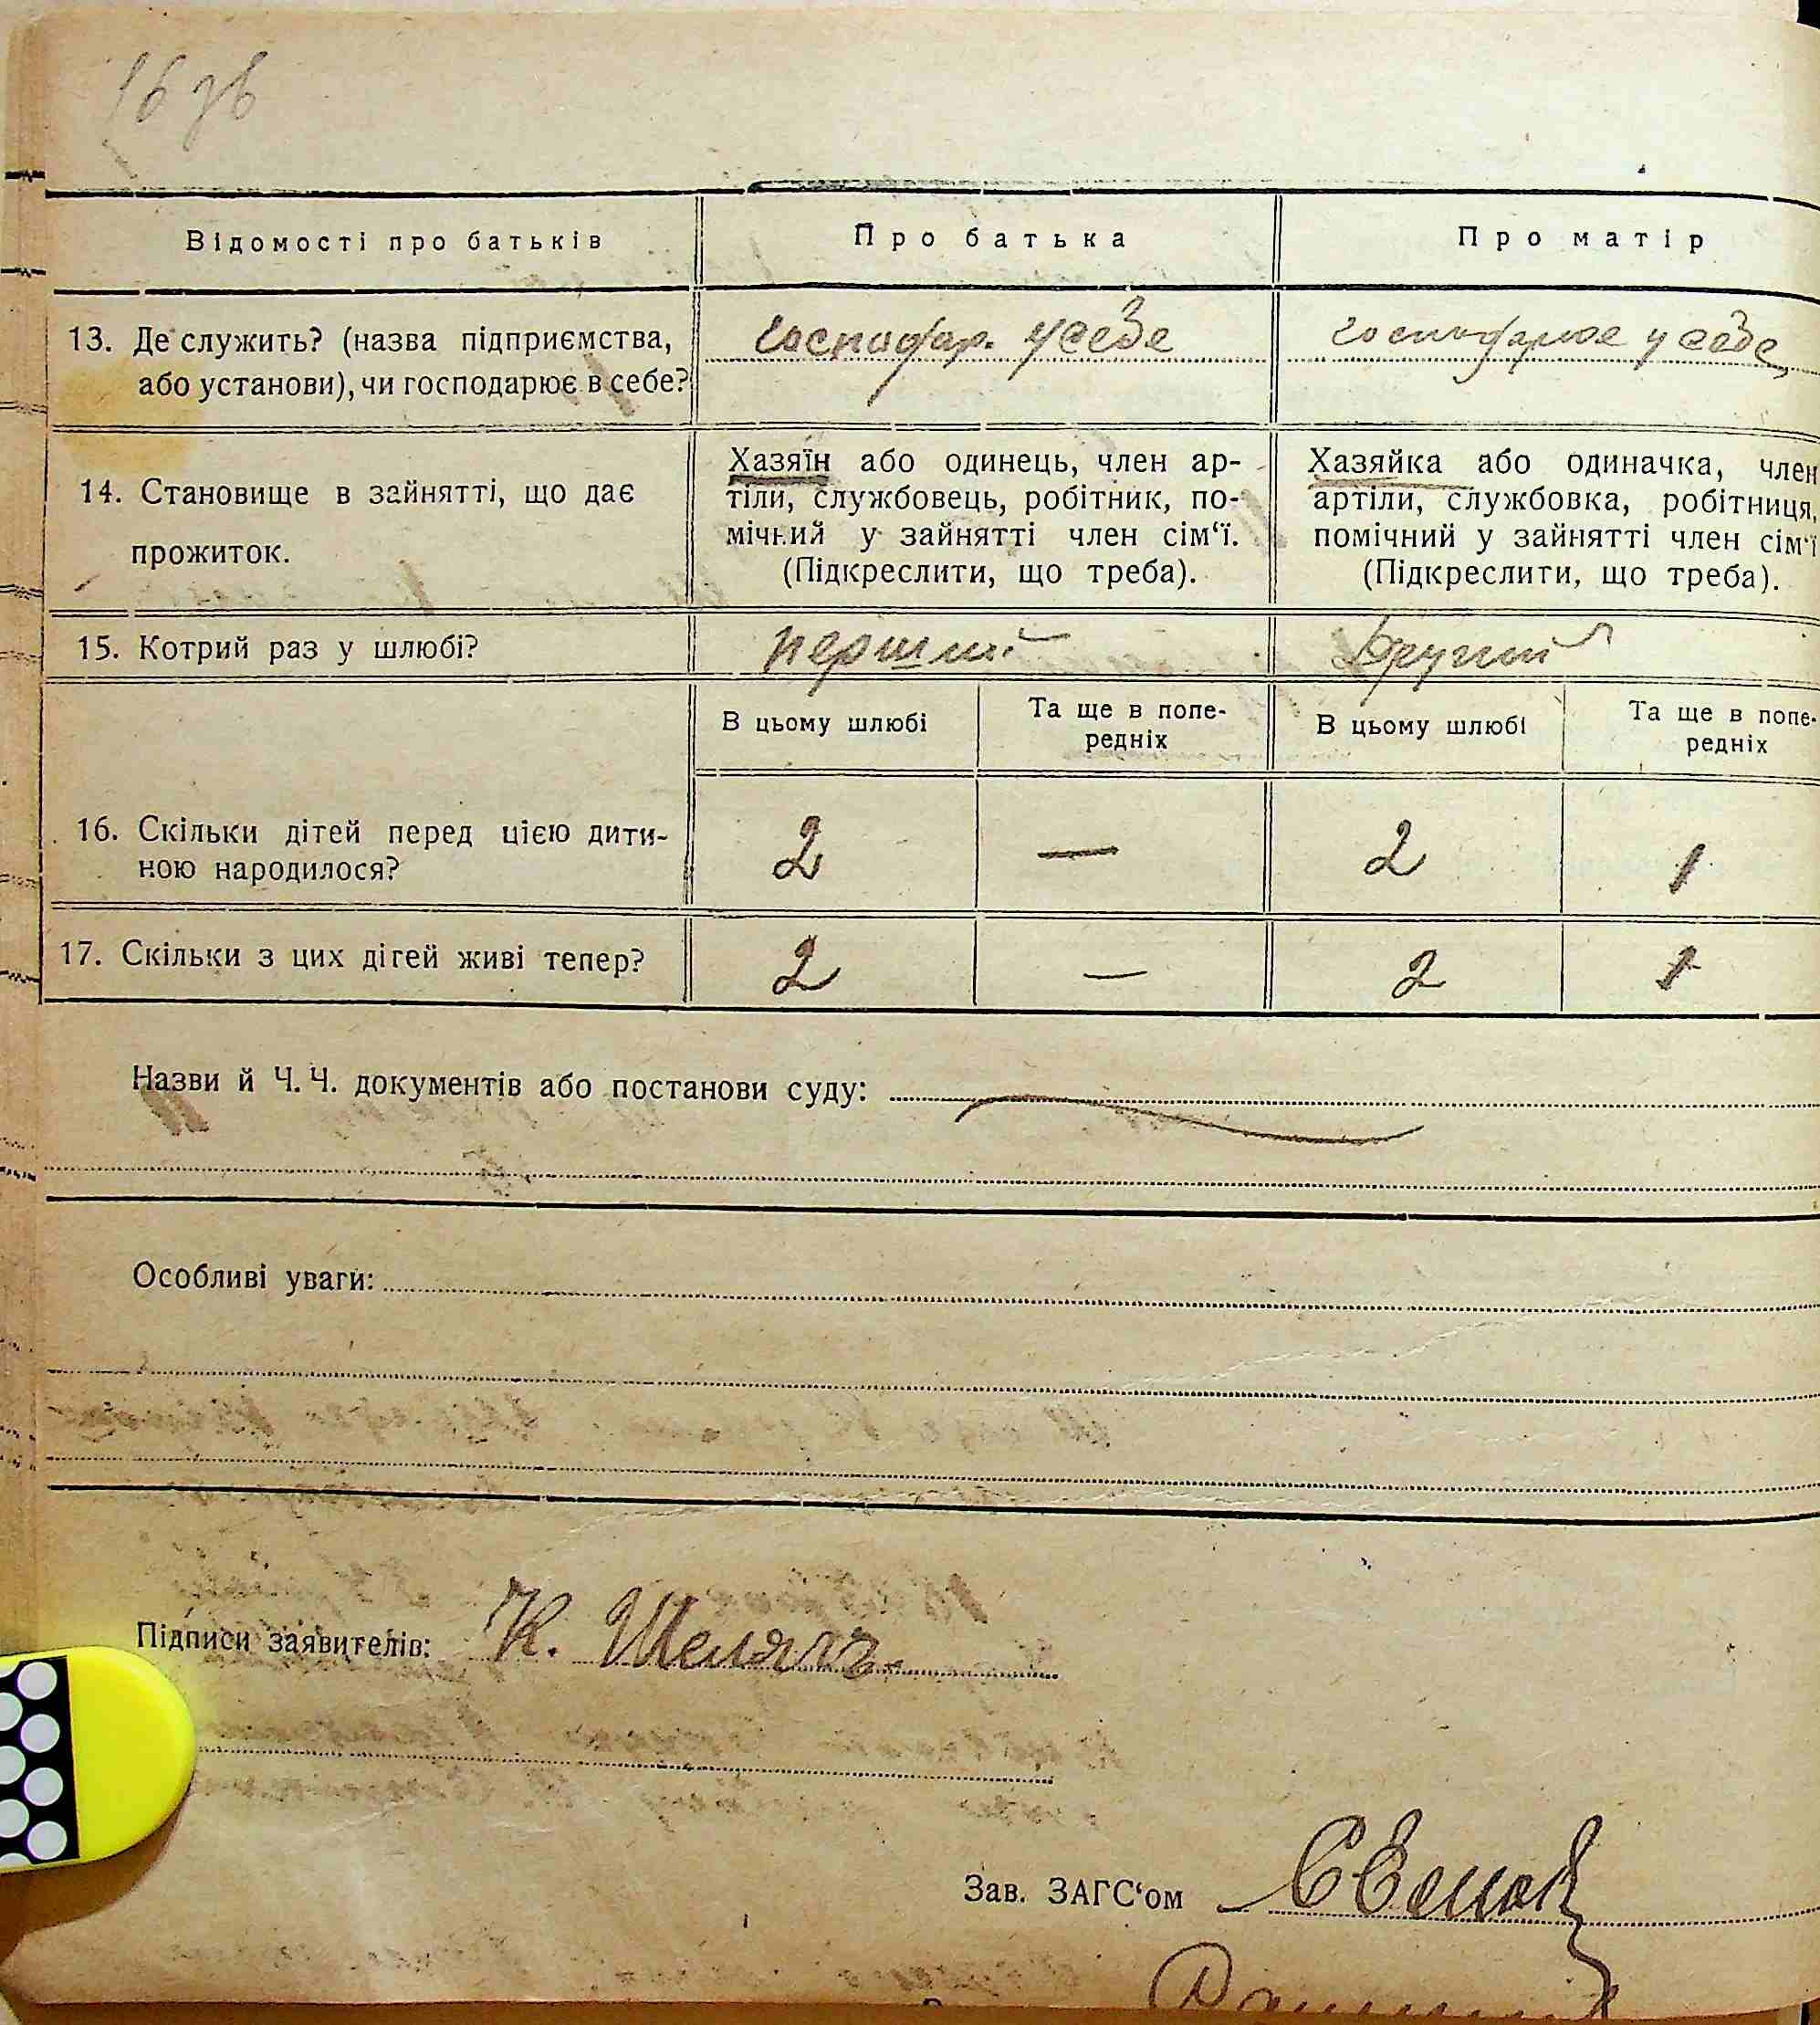 16 зв
Відомості про батьків
Про батька
Про матір
13. Де служить? (назва підприємства,
або установи), чи господарює в себе?
господар. у себе
господарює у себе
14. Становище в зайнятті, що дає
прожиток.
Хазяїн або одинець, член ар-
тіли, службовець, робітник, по-
мічний у зайнятті член сім‘ї.
(Підкреслити, що треба).
Хазяйка або одиначка, член
артіли, службовка, робітниця,
помічний у зайнятті член сім‘ї
(Підкреслити, що треба).
15. Котрий раз у шлюбі?
перший
Другий
В цьому шлюбі
Та ще в попе-
редніх
В цьому шлюбі
Та ще в попе-
редніх
16. Скільки дітей перед цією дити-
ною народилося?
2
—
2
1
17. Скільки з цих дітей живі тепер?
2
—
2
1
Назви й Ч. Ч. документів або постанови суду:
Особливі уваги:
Підписи заявителів: К. Шелягъ.
Зав. ЗАГС‘ом